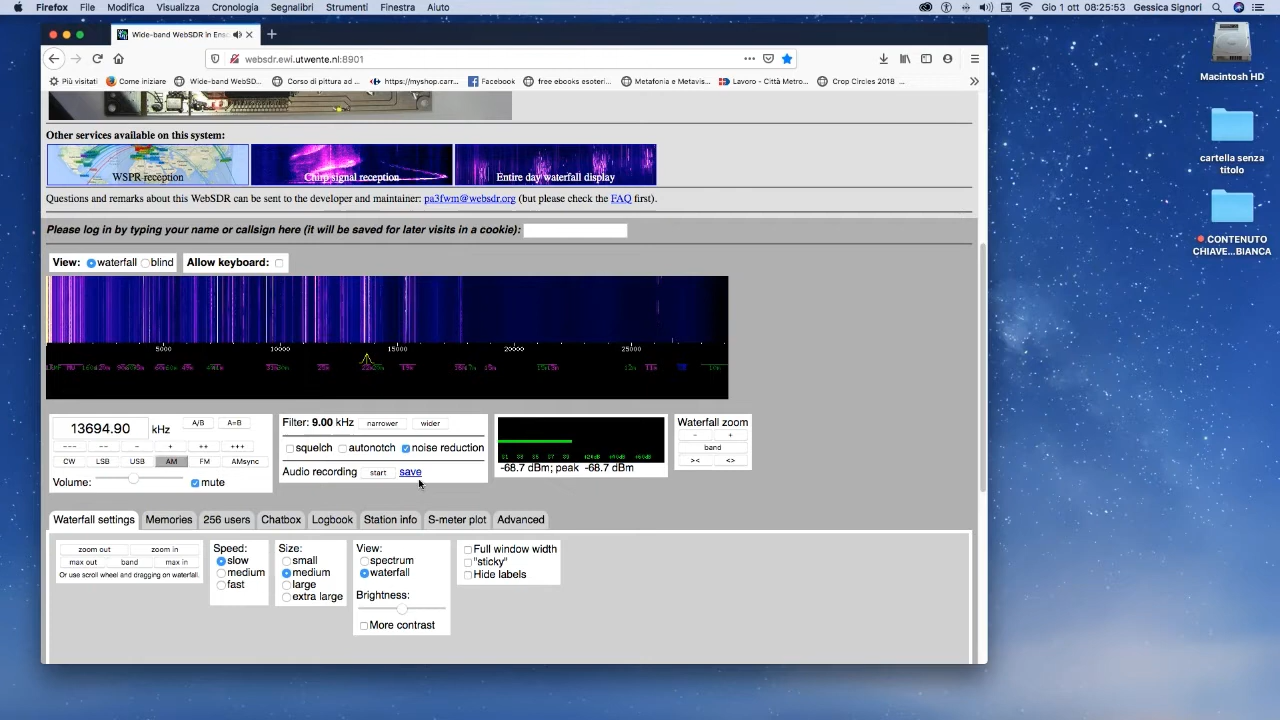 Firefox File Modifica Visualizza Cronologia Segnalibri Strumenti Finestra Aiuto Gio 1 ott 08:25:53 Gessica Signori
Wide-band WebSDR in Ens
websdr.ewi.utwente.nl:8901
Più visitati Come iniziare Wide-band WebSD... Corso di pittura ad ... https://myshop.carr... Facebook free ebooks esoteri... Metafonia e Metavis... Lavoro - Città Metro... Crop Circles 2018 ...
Macintosh HD
cartella senza
titolo
CONTENUTO
CHIAVE...BIANCA
Other services available on this system:
WSPR reception Chirp signal reception Entire day waterfall display
Questions and remarks about this WebSDR can be sent to the developer and maintainer: pa3fwm@websdr.org (but please check the FAQ first).
Please log in by typing your name or callsign here (it will be saved for later visits in a cookie):
View: waterfall blind Allow keyboard:
5000 10000 15000 20000 25000
13694.90 kHz A/B A=B
--- -- - + ++ +++
CW LSB USB AM FM AMsync
Volume: mute
Filter: 9.00 kHz narrower wider
squelch autonotch noise reduction
Audio recording start save
-68.7 dBm; peak -68.7 dBm
Waterfall zoom
- +
band
>< <>
Waterfall settings Memories 256 users Chatbox Logbook Station info S-meter plot Advanced
zoom out zoom in
max out band max in
Or use scroll wheel and dragging on waterfall.
Speed:
slow
medium
fast
Size:
small
medium
large
extra large
View:
spectrum
waterfall
Brightness:
More contrast
Full window width
"sticky"
Hide labels